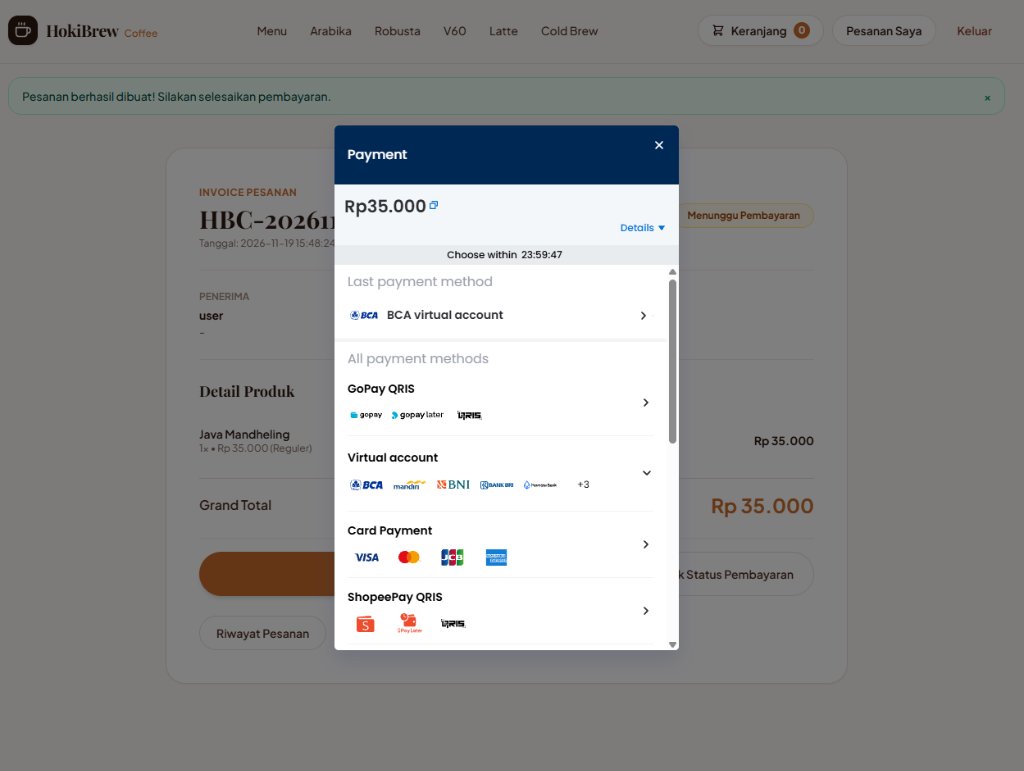 HokiBrew Coffee
Menu Arabika Robusta V60 Latte Cold Brew
Keranjang 0
Pesanan Saya
Keluar
Pesanan berhasil dibuat! Silakan selesaikan pembayaran.
×
INVOICE PESANAN
HBC-202611
Tanggal: 2026-11-19 15:48:24
Menunggu Pembayaran
PENERIMA
user
-
Detail Produk
Java Mandheling
1x • Rp 35.000 (Reguler)
Rp 35.000
Grand Total
Rp 35.000
k Status Pembayaran
Riwayat Pesanan
Payment
×
Rp35.000
Details
Choose within 23:59:47
Last payment method
BCA BCA virtual account
All payment methods
GoPay QRIS
gopay gopay later QRIS
Virtual account
BCA mandiri BNI BANK BRI +3
Card Payment
VISA JCB
ShopeePay QRIS
S SPayLater QRIS